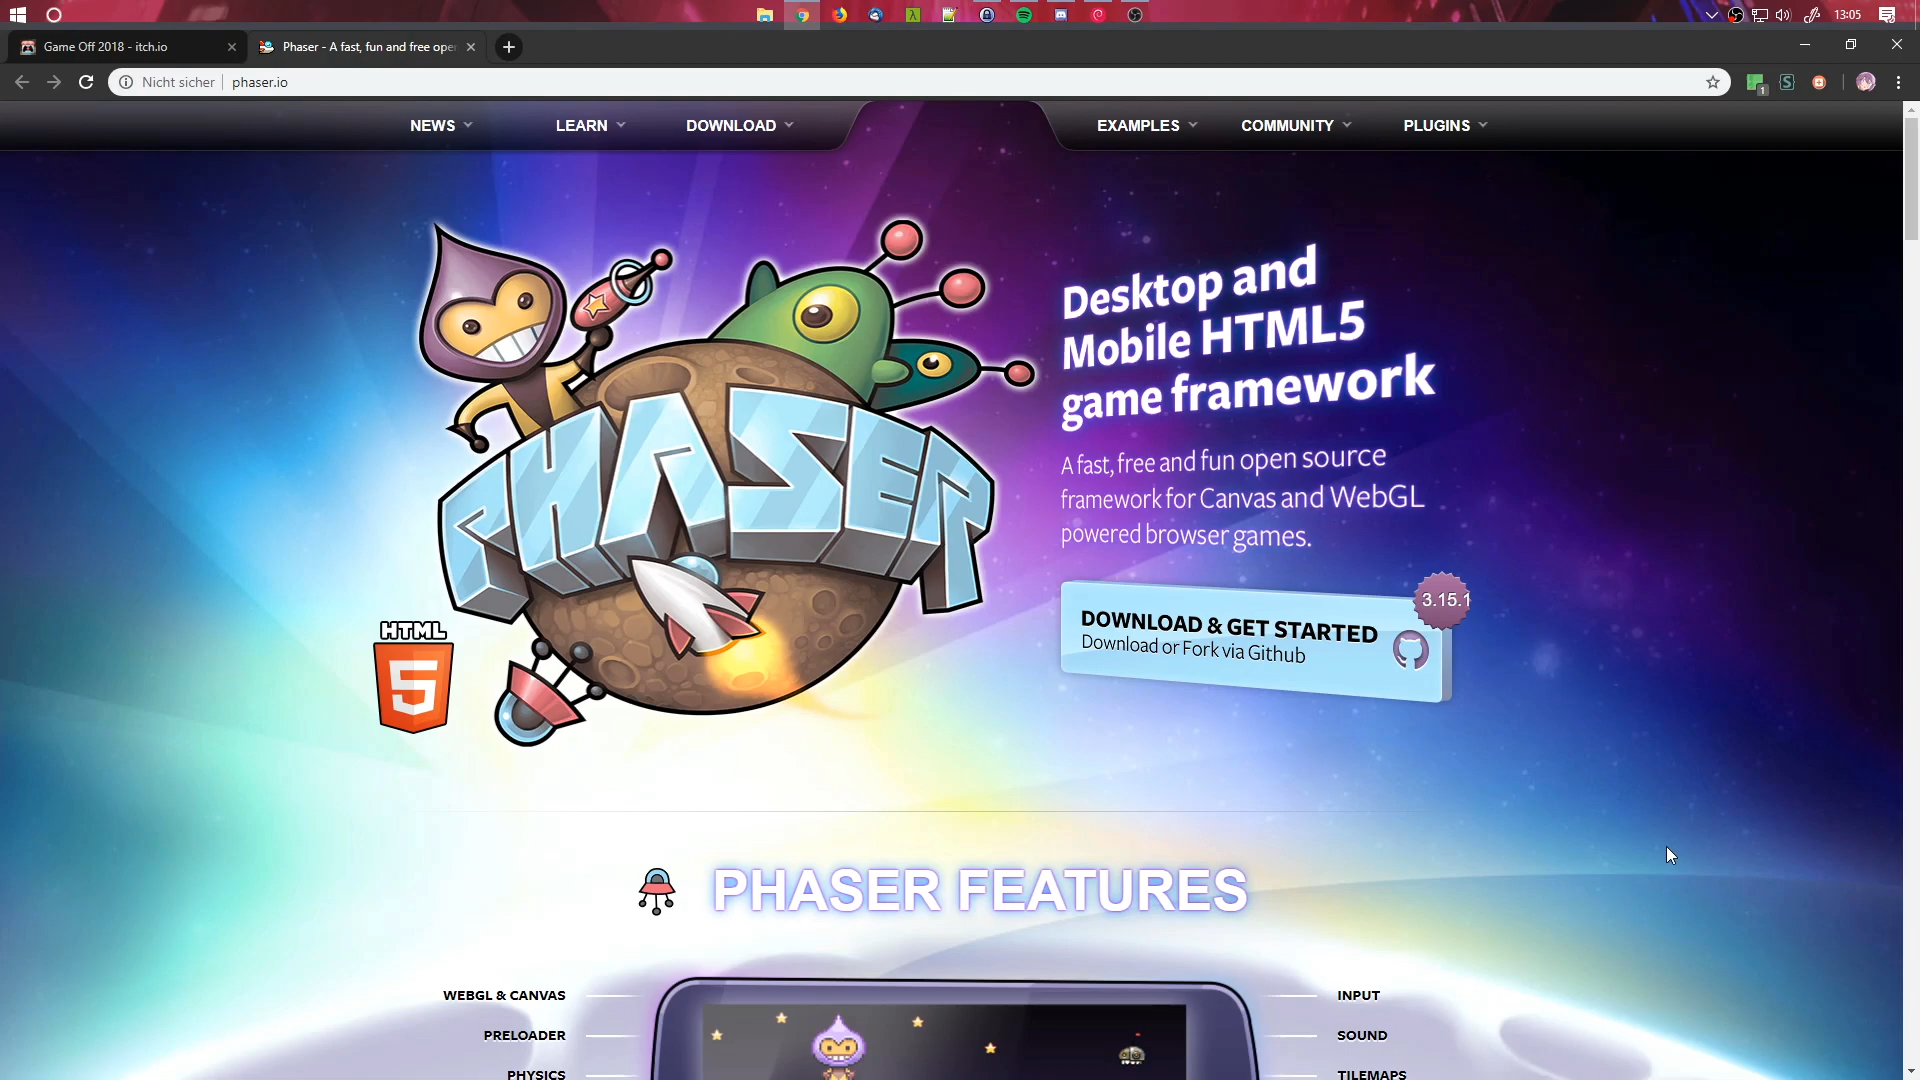 13:05
Game Off 2018 - itch.io
Phaser - A fast, fun and free oper
Nicht sicher
phaser.io
1
NEWS
LEARN
DOWNLOAD
EXAMPLES
COMMUNITY
PLUGINS
PHASER
HTML
5
Desktop and
Mobile HTML5
game framework
A fast, free and fun open source
framework for Canvas and WebGL
powered browser games.
3.15.1
DOWNLOAD & GET STARTED
Download or Fork via Github
PHASER FEATURES
WEBGL & CANVAS
PRELOADER
PHYSICS
INPUT
SOUND
TILEMAPS